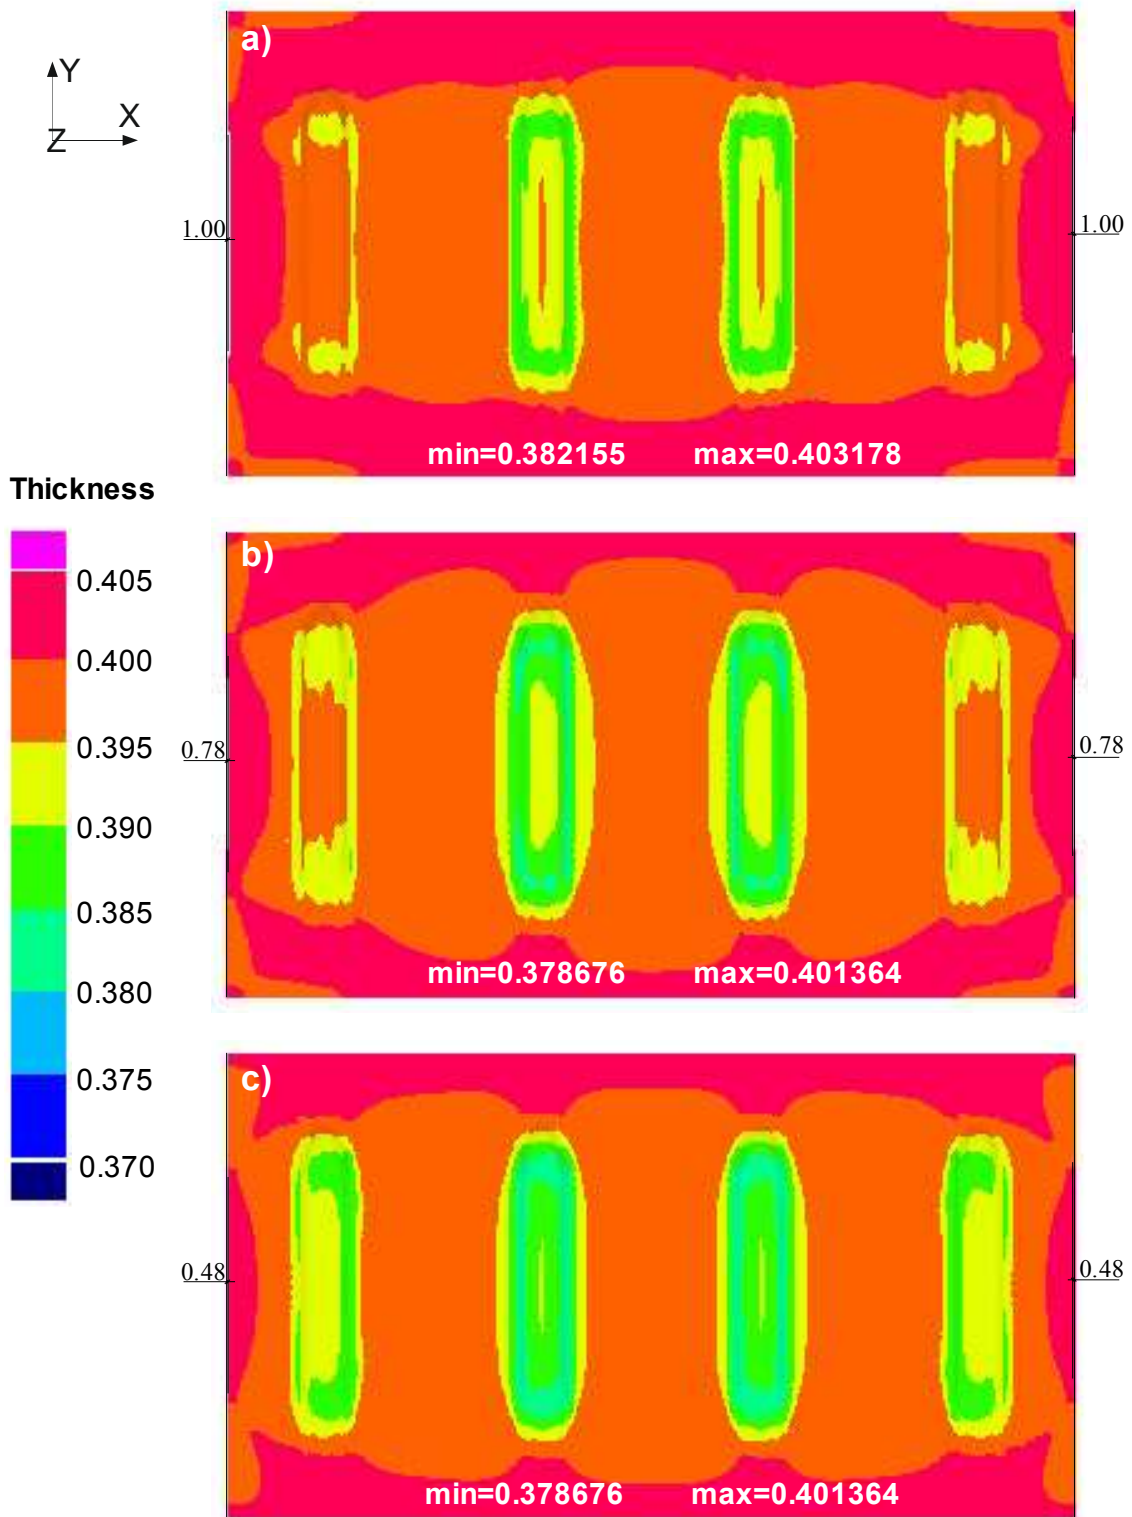 a)
Y
X
Z
1.00
1.00
min=0.382155 max=0.403178
Thickness
0.405
0.400
0.395
0.390
0.385
0.380
0.375
0.370
b)
0.78
0.78
min=0.378676 max=0.401364
c)
0.48
0.48
min=0.378676 max=0.401364